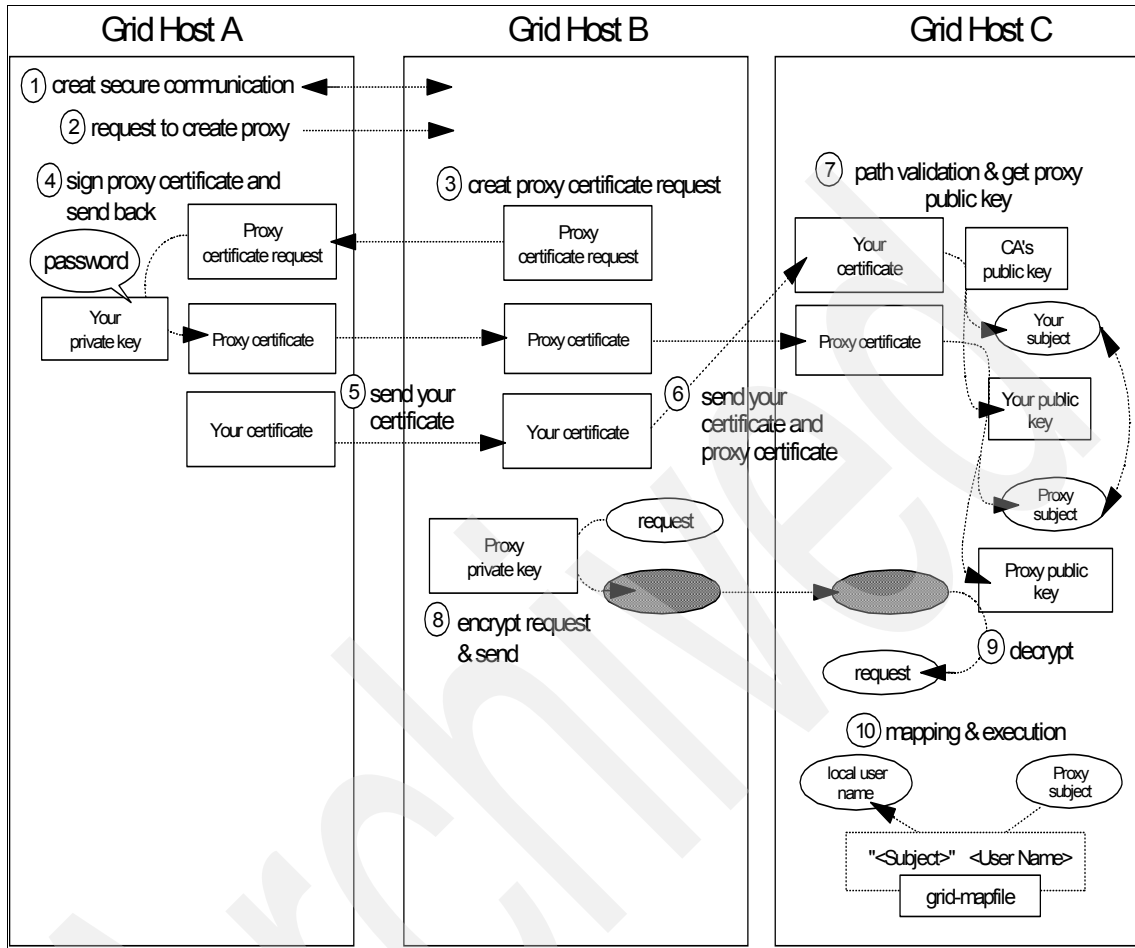 Grid Host A
Grid Host B
Grid Host C
1 creat secure communication
2 request to create proxy
4 sign proxy certificate and
send back
3 creat proxy certificate request
7 path validation & get proxy
public key
password
Proxy
certificate request
Proxy
certificate request
Your
certificate
CA's
public key
Your
private key
Proxy certificate
Proxy certificate
Proxy certificate
Your
subject
5 send your
certificate
6 send your
certificate and
proxy certificate
Your certificate
Your certificate
Your public
key
Proxy
subject
Proxy
private key
request
Proxy public
key
8 encrypt request
& send
9 decrypt
request
10 mapping & execution
local user
name
Proxy
subject
"<Subject>" <User Name>
grid-mapfile
Archived